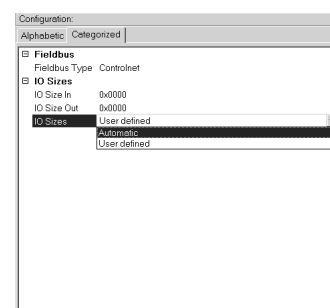 Configuration:
Alphabetic Categorized
Fieldbus
Fieldbus Type Controlnet
IO Sizes
IO Size In 0x0000
IO Size Out 0x0000
IO Sizes User defined
Automatic
User defined